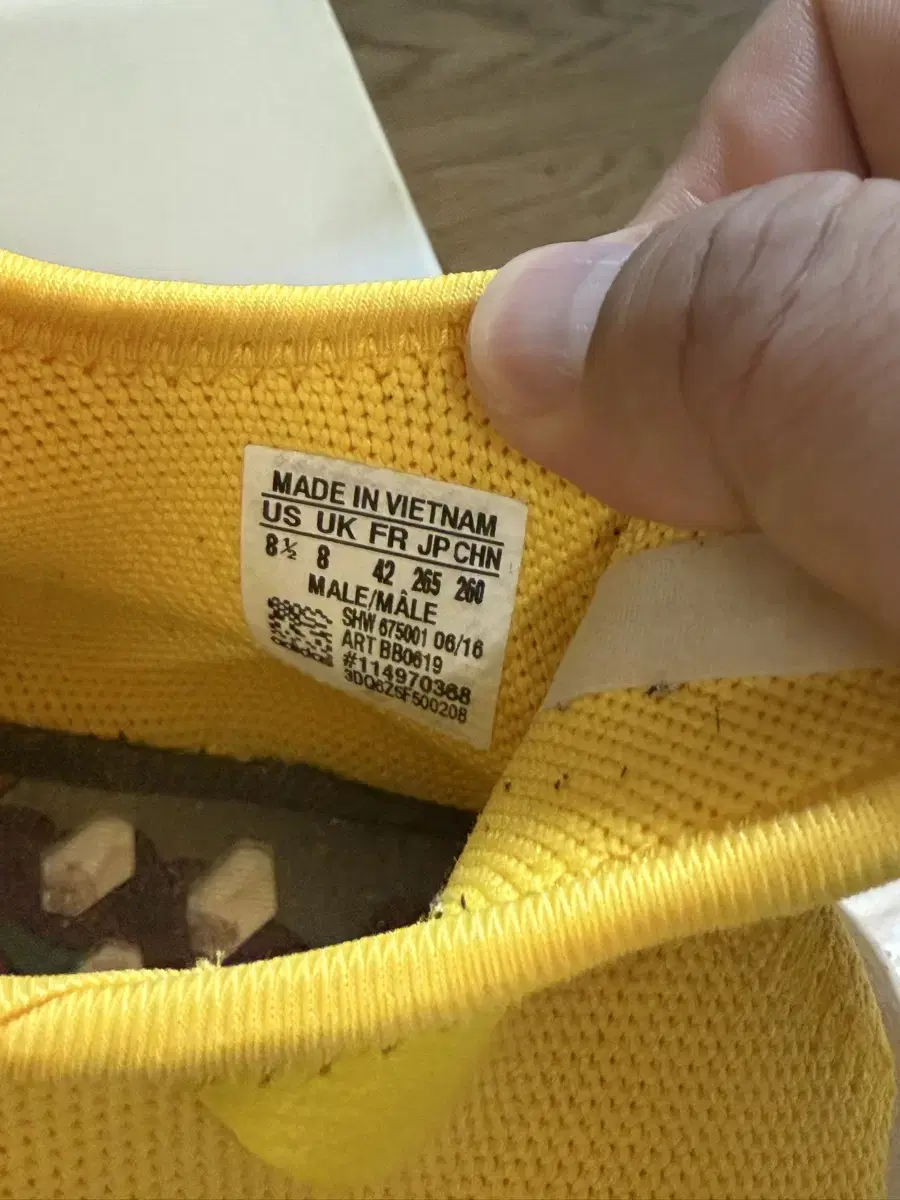 MADE IN VIETNAM
US UK FR JP CHN
8½ 8 42 265 260
MALE/MÂLE
SHW 675001 06/16
ART BB0619
#114970368
3DQ6Z5F500208